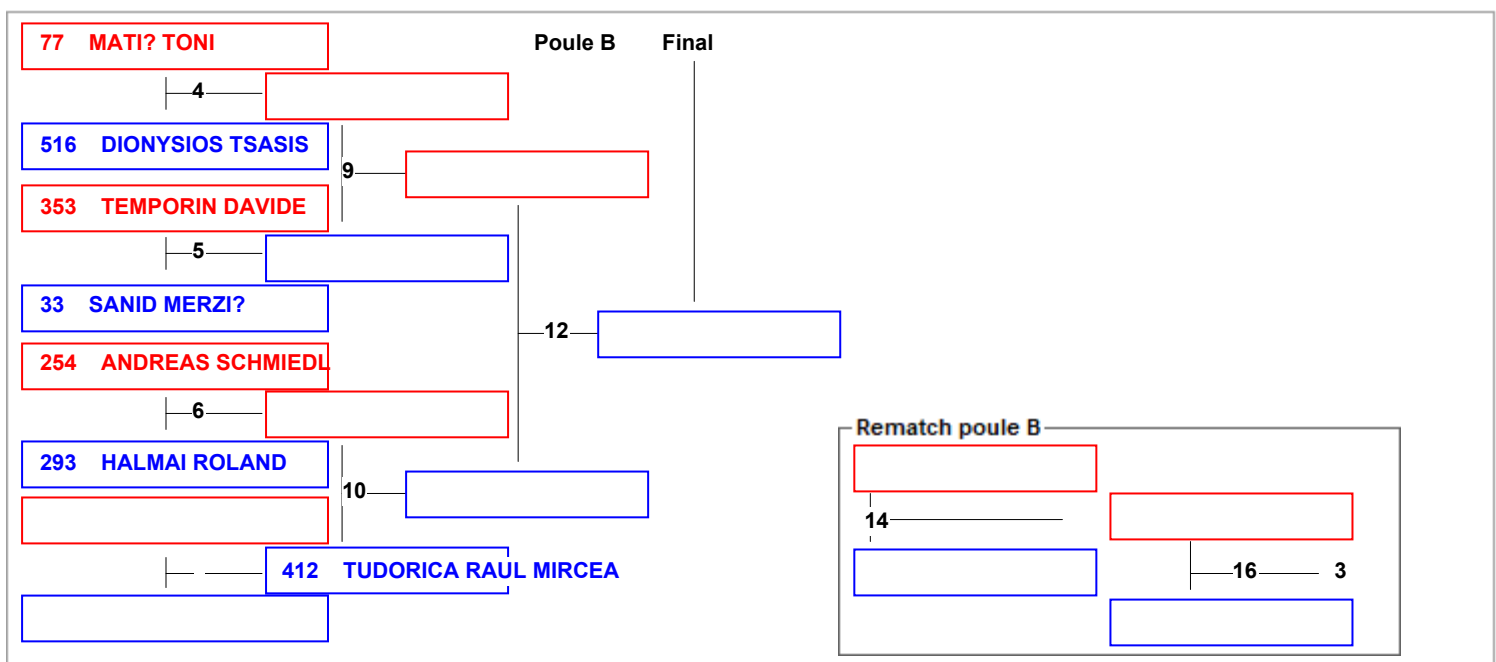 77 MATI? TONI
Poule B Final
4
516 DIONYSIOS TSASIS
9
353 TEMPORIN DAVIDE
5
33 SANID MERZI?
12
254 ANDREAS SCHMIEDL
6
293 HALMAI ROLAND
10
412 TUDORICA RAUL MIRCEA
Rematch poule B
14
16 3